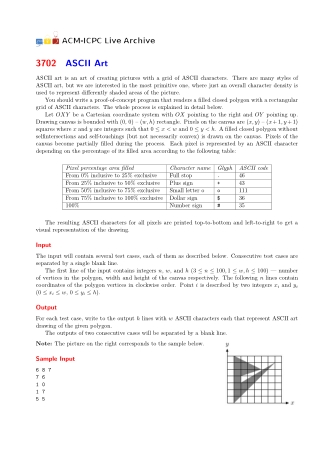 ACM-ICPC Live Archive
3702 ASCII Art
ASCII art is an art of creating pictures with a grid of ASCII characters. There are many styles of
ASCII art, but we are interested in the most primitive one, where just an overall character density is
used to represent differently shaded areas of the picture.
You should write a proof-of-concept program that renders a filled closed polygon with a rectangular
grid of ASCII characters. The whole process is explained in detail below.
Let OXY be a Cartesian coordinate system with OX pointing to the right and OY pointing up.
Drawing canvas is bounded with (0, 0) - (w, h) rectangle. Pixels on the canvas are (x, y) - (x+1, y+1)
squares where x and y are integers such that 0 ≤ x < w and 0 ≤ y < h. A filled closed polygon without
selfintersections and self-touchings (but not necessarily convex) is drawn on the canvas. Pixels of the
canvas become partially filled during the process. Each pixel is represented by an ASCII character
depending on the percentage of its filled area according to the following table:
Pixel percentage area filled Character name Glyph ASCII code
From 0% inclusive to 25% exclusive Full stop . 46
From 25% inclusive to 50% exclusive Plus sign + 43
From 50% inclusive to 75% exclusive Small letter o o 111
From 75% inclusive to 100% exclusive Dollar sign $ 36
100% Number sign # 35
The resulting ASCII characters for all pixels are printed top-to-bottom and left-to-right to get a
visual representation of the drawing.
Input
The input will contain several test cases, each of them as described below. Consecutive test cases are
separated by a single blank line.
The first line of the input contains integers n, w, and h (3 ≤ n ≤ 100, 1 ≤ w, h ≤ 100) — number
of vertices in the polygon, width and height of the canvas respectively. The following n lines contain
coordinates of the polygon vertices in clockwise order. Point i is described by two integers xi and yi
(0 ≤ xi ≤ w, 0 ≤ yi ≤ h).
Output
For each test case, write to the output h lines with w ASCII characters each that represent ASCII art
drawing of the given polygon.
The outputs of two consecutive cases will be separated by a blank line.
Note: The picture on the right corresponds to the sample below.
Sample Input
6 8 7
7 6
1 0
1 7
5 5
y
x